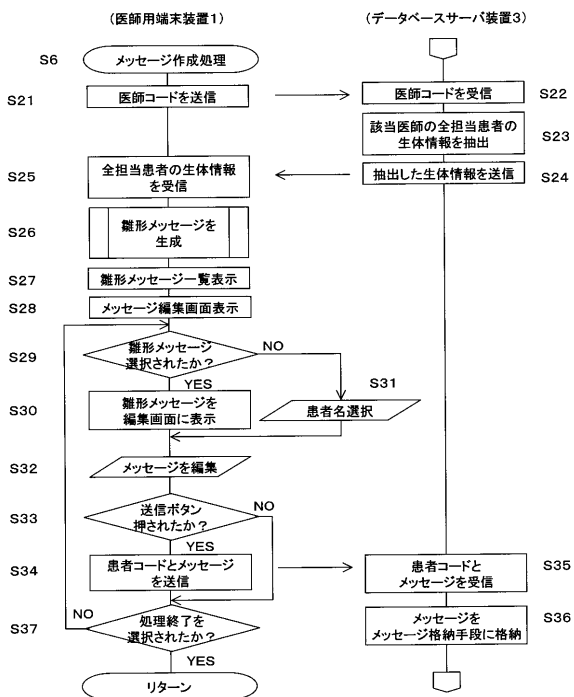 (医師用端末装置1)
(データベースサーバ装置3)
S6
メッセージ作成処理
S21
医師コードを送信
医師コードを受信
S22
該当医師の全担当患者の
生体情報を抽出
S23
S25
全担当患者の生体情報
を受信
抽出した生体情報を送信
S24
S26
雛形メッセージを
生成
S27
雛形メッセージ一覧表示
S28
メッセージ編集画面表示
S29
雛形メッセージ
選択されたか?
NO
YES
S31
S30
雛形メッセージを
編集画面に表示
患者名選択
S32
メッセージを編集
S33
送信ボタン
押されたか?
NO
YES
S34
患者コードとメッセージ
を送信
患者コードと
メッセージを受信
S35
NO
S37
処理終了を
選択されたか?
メッセージを
メッセージ格納手段に格納
S36
YES
リターン